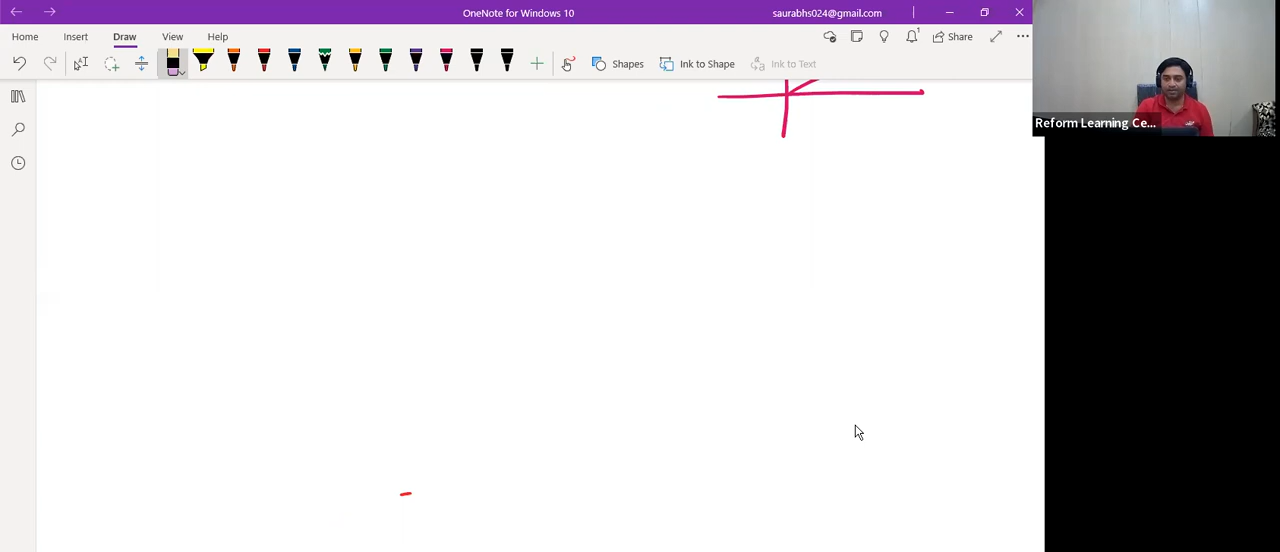 OneNote for Windows 10
saurabhs024@gmail.com
Home Insert Draw View Help
1
Share
Shapes
Ink to Shape
Ink to Text
Reform Learning Ce...